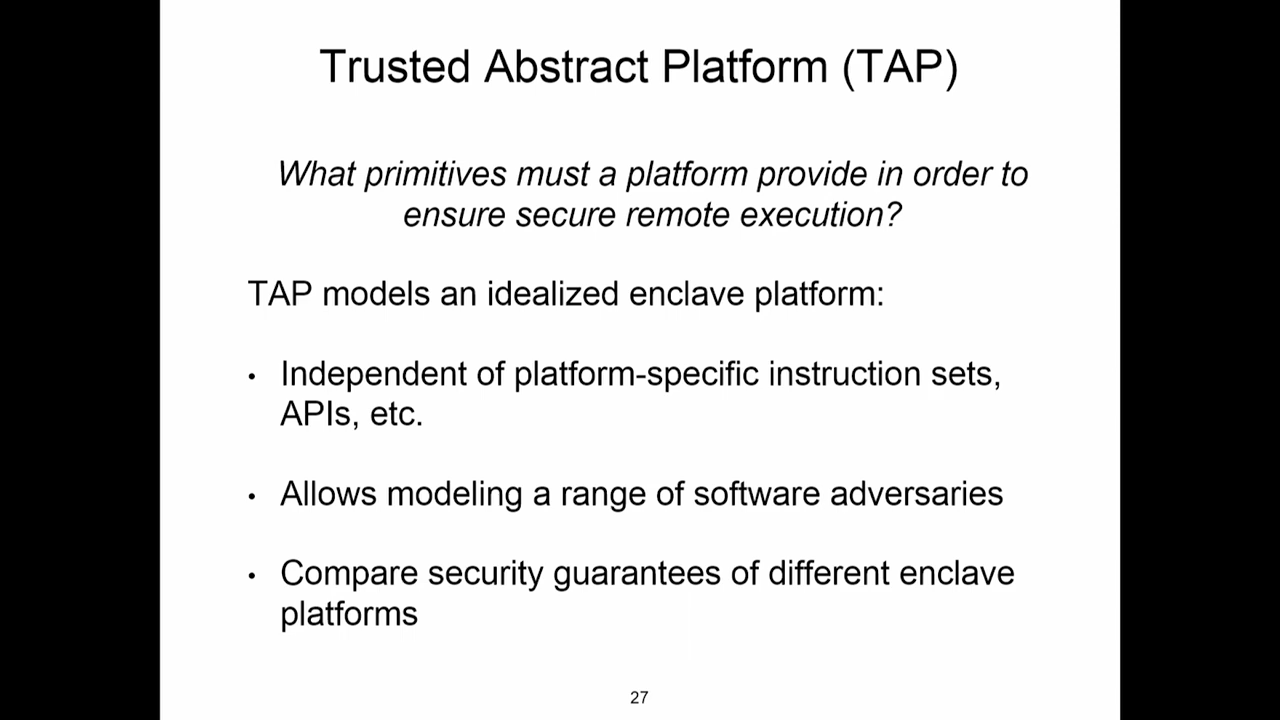 Trusted Abstract Platform (TAP)
What primitives must a platform provide in order to
ensure secure remote execution?
TAP models an idealized enclave platform:
• Independent of platform-specific instruction sets,
APIs, etc.
• Allows modeling a range of software adversaries
• Compare security guarantees of different enclave
platforms
27